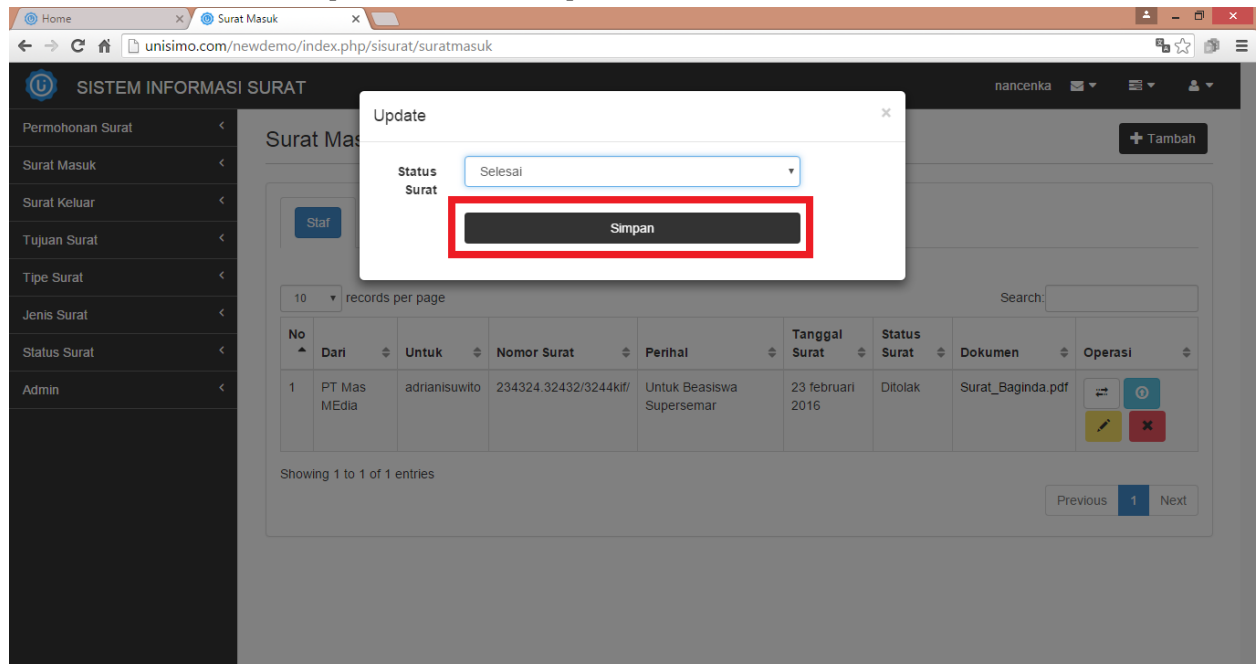 Home
Surat Masuk
unisimo.com/newdemo/index.php/sisurat/suratmasuk
SISTEM INFORMASI SURAT
nancenka
Permohonan Surat
Surat Masuk
Surat Keluar
Tujuan Surat
Tipe Surat
Jenis Surat
Status Surat
Admin
Surat Mas
Tambah
Update
×
Status Surat
Selesai
Simpan
Staf
10 records per page
Search:
No Dari Untuk Nomor Surat Perihal Tanggal Surat Status Surat Dokumen Operasi
1 PT Mas MEdia adrianisuwito 234324.32432/3244kif/ Untuk Beasiswa Supersemar 23 februari 2016 Ditolak Surat_Baginda.pdf
Showing 1 to 1 of 1 entries
Previous 1 Next